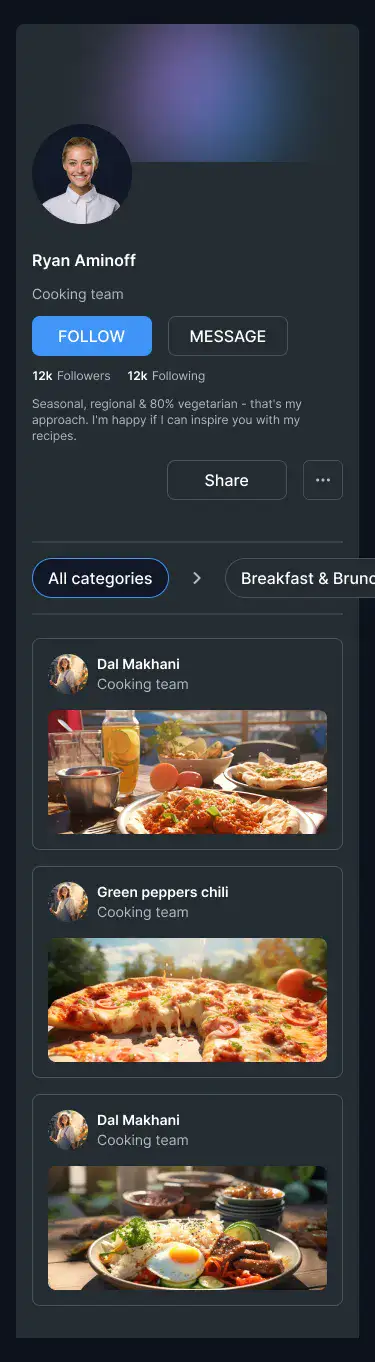 Ryan Aminoff
Cooking team
FOLLOW
MESSAGE
12k Followers 12k Following
Seasonal, regional & 80% vegetarian - that's my
approach. I'm happy if I can inspire you with my
recipes.
Share
All categories
Breakfast & Brunc
Dal Makhani
Cooking team
Green peppers chili
Cooking team
Dal Makhani
Cooking team